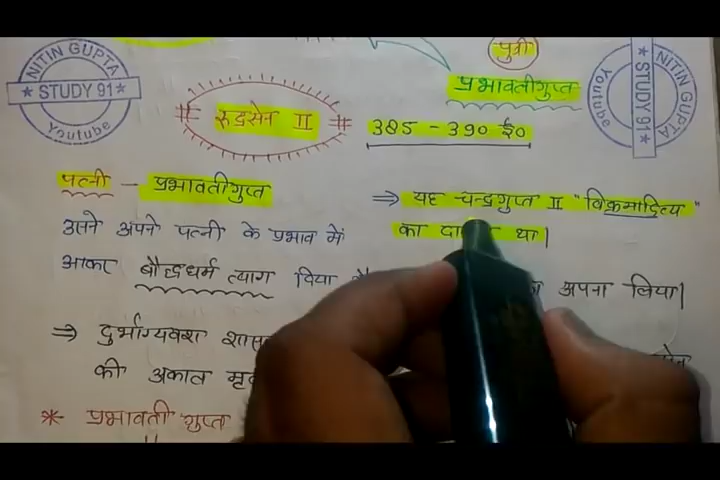 पुत्री
NITIN GUPTA
STUDY 91
Youtube
NITIN GUPTA
STUDY 91
Youtube
प्रभावतीगुप्त
रूद्रसेन II
385 - 390 ई०
पत्नी - प्रभावतीगुप्त
⇒ यह चन्द्रगुप्त II "विक्रमादित्य"
का था।
उसने अपने पत्नी के प्रभाव में
आकर बौद्धधर्म त्याग दिया
अपना लिया।
⇒ दुर्भाग्यवश
की अकाल
* प्रभावती गुप्त